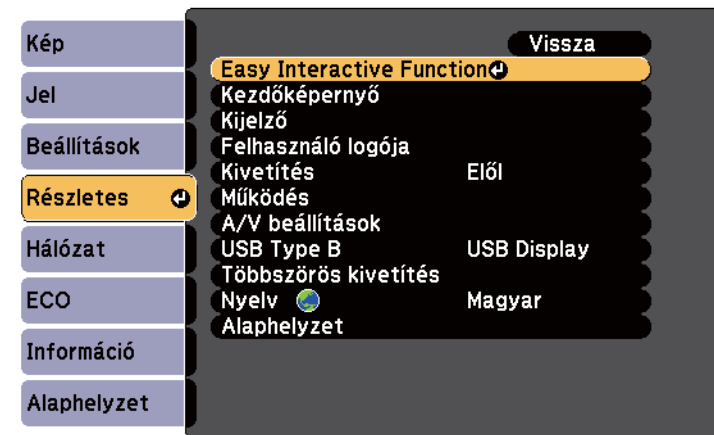 Kép
Jel
Beállítások
Részletes
Hálózat
ECO
Információ
Alaphelyzet
Vissza
Easy Interactive Function
Kezdőképernyő
Kijelző
Felhasználó logója
Kivetítés Elől
Működés
A/V beállítások
USB Type B USB Display
Többszörös kivetítés
Nyelv Magyar
Alaphelyzet